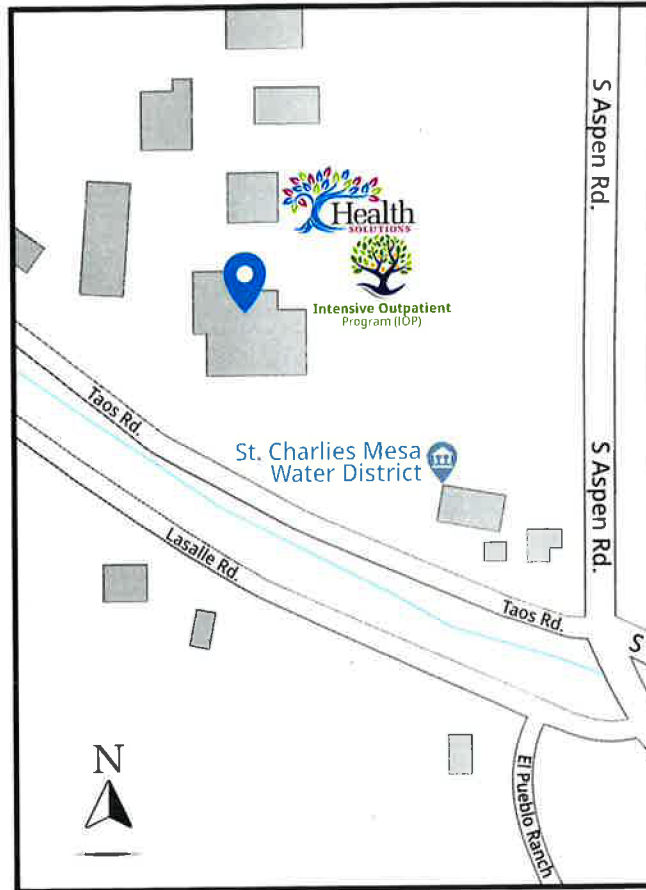 S Aspen Rd.
Health
SOLUTIONS
Intensive Outpatient
Program (IOP)
Taos Rd.
St. Charlies Mesa
Water District
S Aspen Rd.
Lasalle Rd.
Taos Rd.
S
El Pueblo Ranch
N